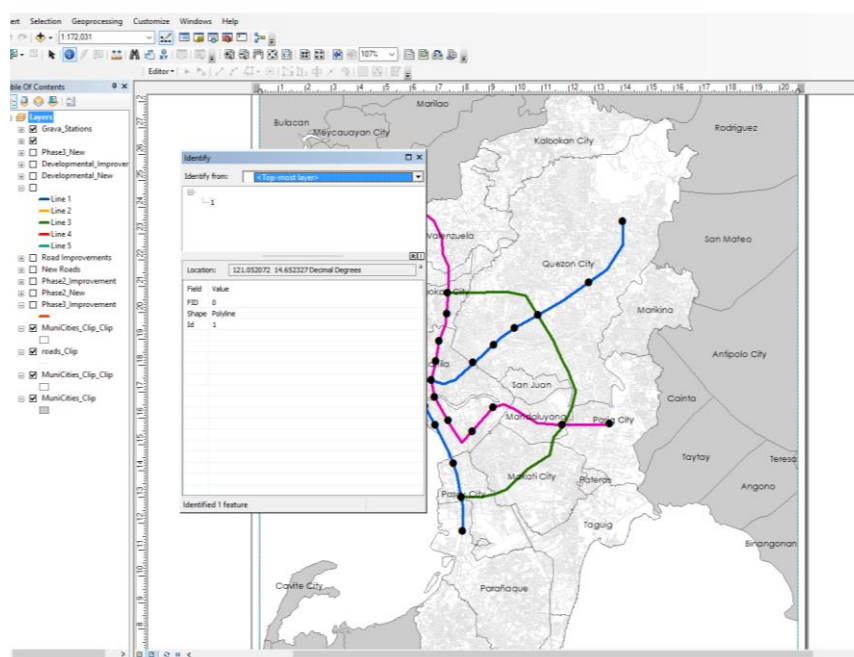 Selection Geoprocessing Customize Windows Help
1:172,031
107%
Editor
Table Of Contents
Layers
Grava_Stations
Phase3_New
Developmental_Improver
Developmental_New
Line 1
Line 2
Line 3
Line 4
Line 5
Road Improvements
New Roads
Phase2_Improvement
Phase2_New
Phase3_Improvement
MuniCities_Clip_Clip
roads_Clip
MuniCities_Clip_Clip
MuniCities_Clip
Identify
Identify from: <Top-most layer>
1
Location: 121.052072 14.652327 Decimal Degrees
Field Value
FID 0
Shape Polyline
Id 1
Identified 1 feature
Marilao
Bulacan
Meycauayan City
Kalookan City
Rodriguez
Valenzuela
San Mateo
Quezon City
Marikina
Antipolo City
San Juan
Cainta
Mandaluyong
Pasig City
Taytay
Teresa
Makati City
Pateros
Angono
Pasay City
Taguig
Binangonan
Cavite City
Parañaque